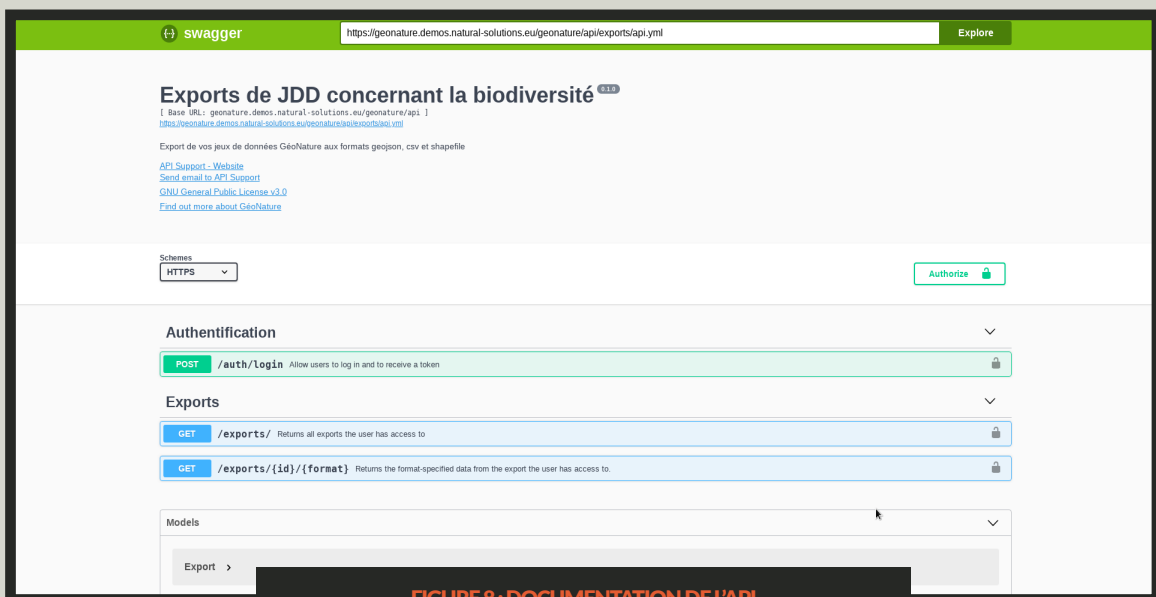 swagger
https://geonature.demos.natural-solutions.eu/geonature/api/exports/api.yml
Explore
Exports de JDD concernant la biodiversité 0.1.0
[ Base URL: geonature.demos.natural-solutions.eu/geonature/api ]
https://geonature.demos.natural-solutions.eu/geonature/api/exports/api.yml
Export de vos jeux de données GéoNature aux formats geojson, csv et shapefile
API Support - Website
Send email to API Support
GNU General Public License v3.0
Find out more about GéoNature
Schemes
HTTPS
Authorize
Authentification
POST /auth/login Allow users to log in and to receive a token
Exports
GET /exports/ Returns all exports the user has access to
GET /exports/{id}/{format} Returns the format-specified data from the export the user has access to.
Models
Export
FIGURE 8 : DOCUMENTATION DE L'API